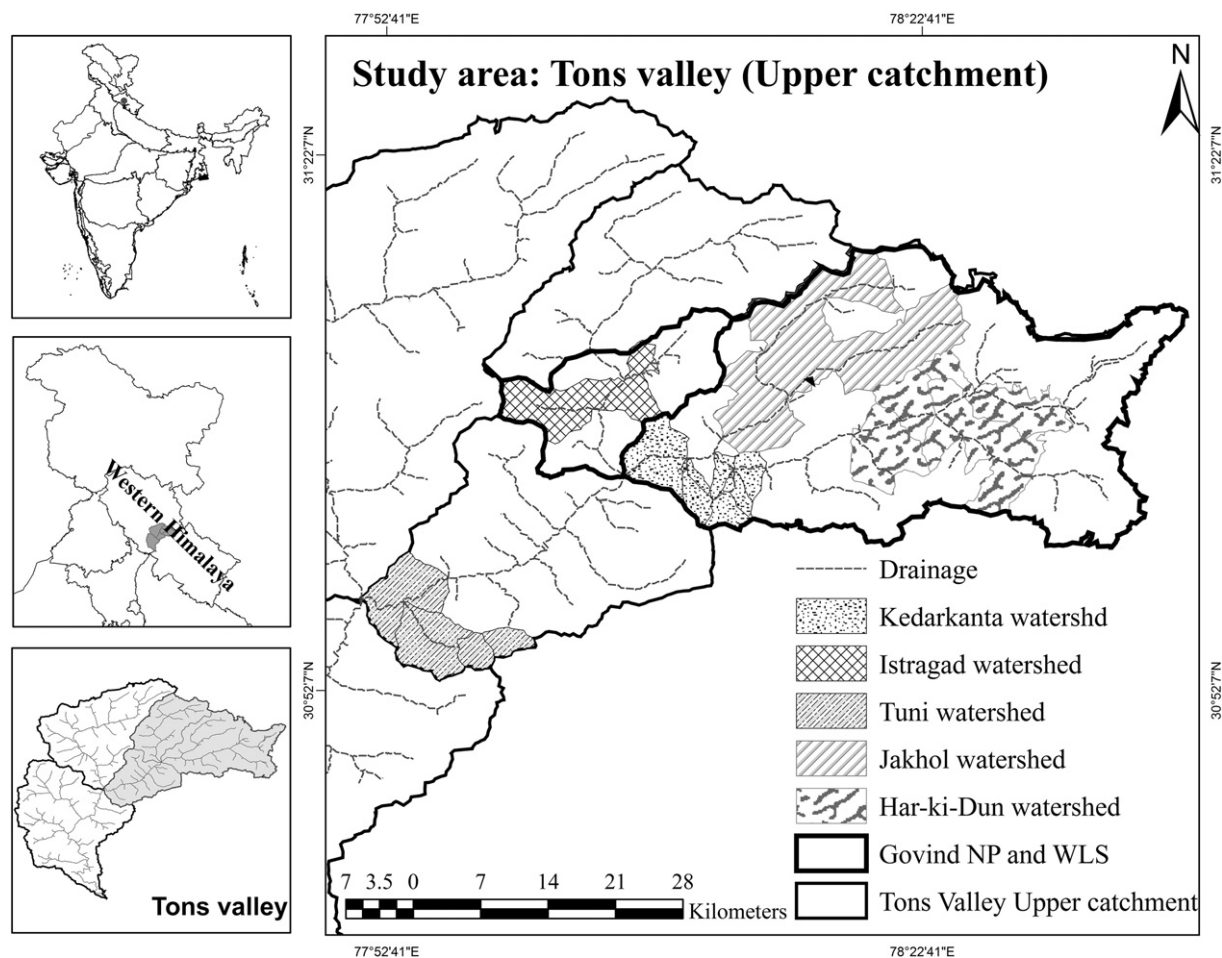 77°52'41"E
78°22'41"E
Study area: Tons valley (Upper catchment)
N
31°22'7"N
31°22'7"N
Western Himalaya
30°52'7"N
30°52'7"N
Drainage
Kedarkanta watershd
Istragad watershed
Tuni watershed
Jakhol watershed
Har-ki-Dun watershed
Govind NP and WLS
Tons Valley Upper catchment
Tons valley
7 3.5 0 7 14 21 28
Kilometers
77°52'41"E
78°22'41"E